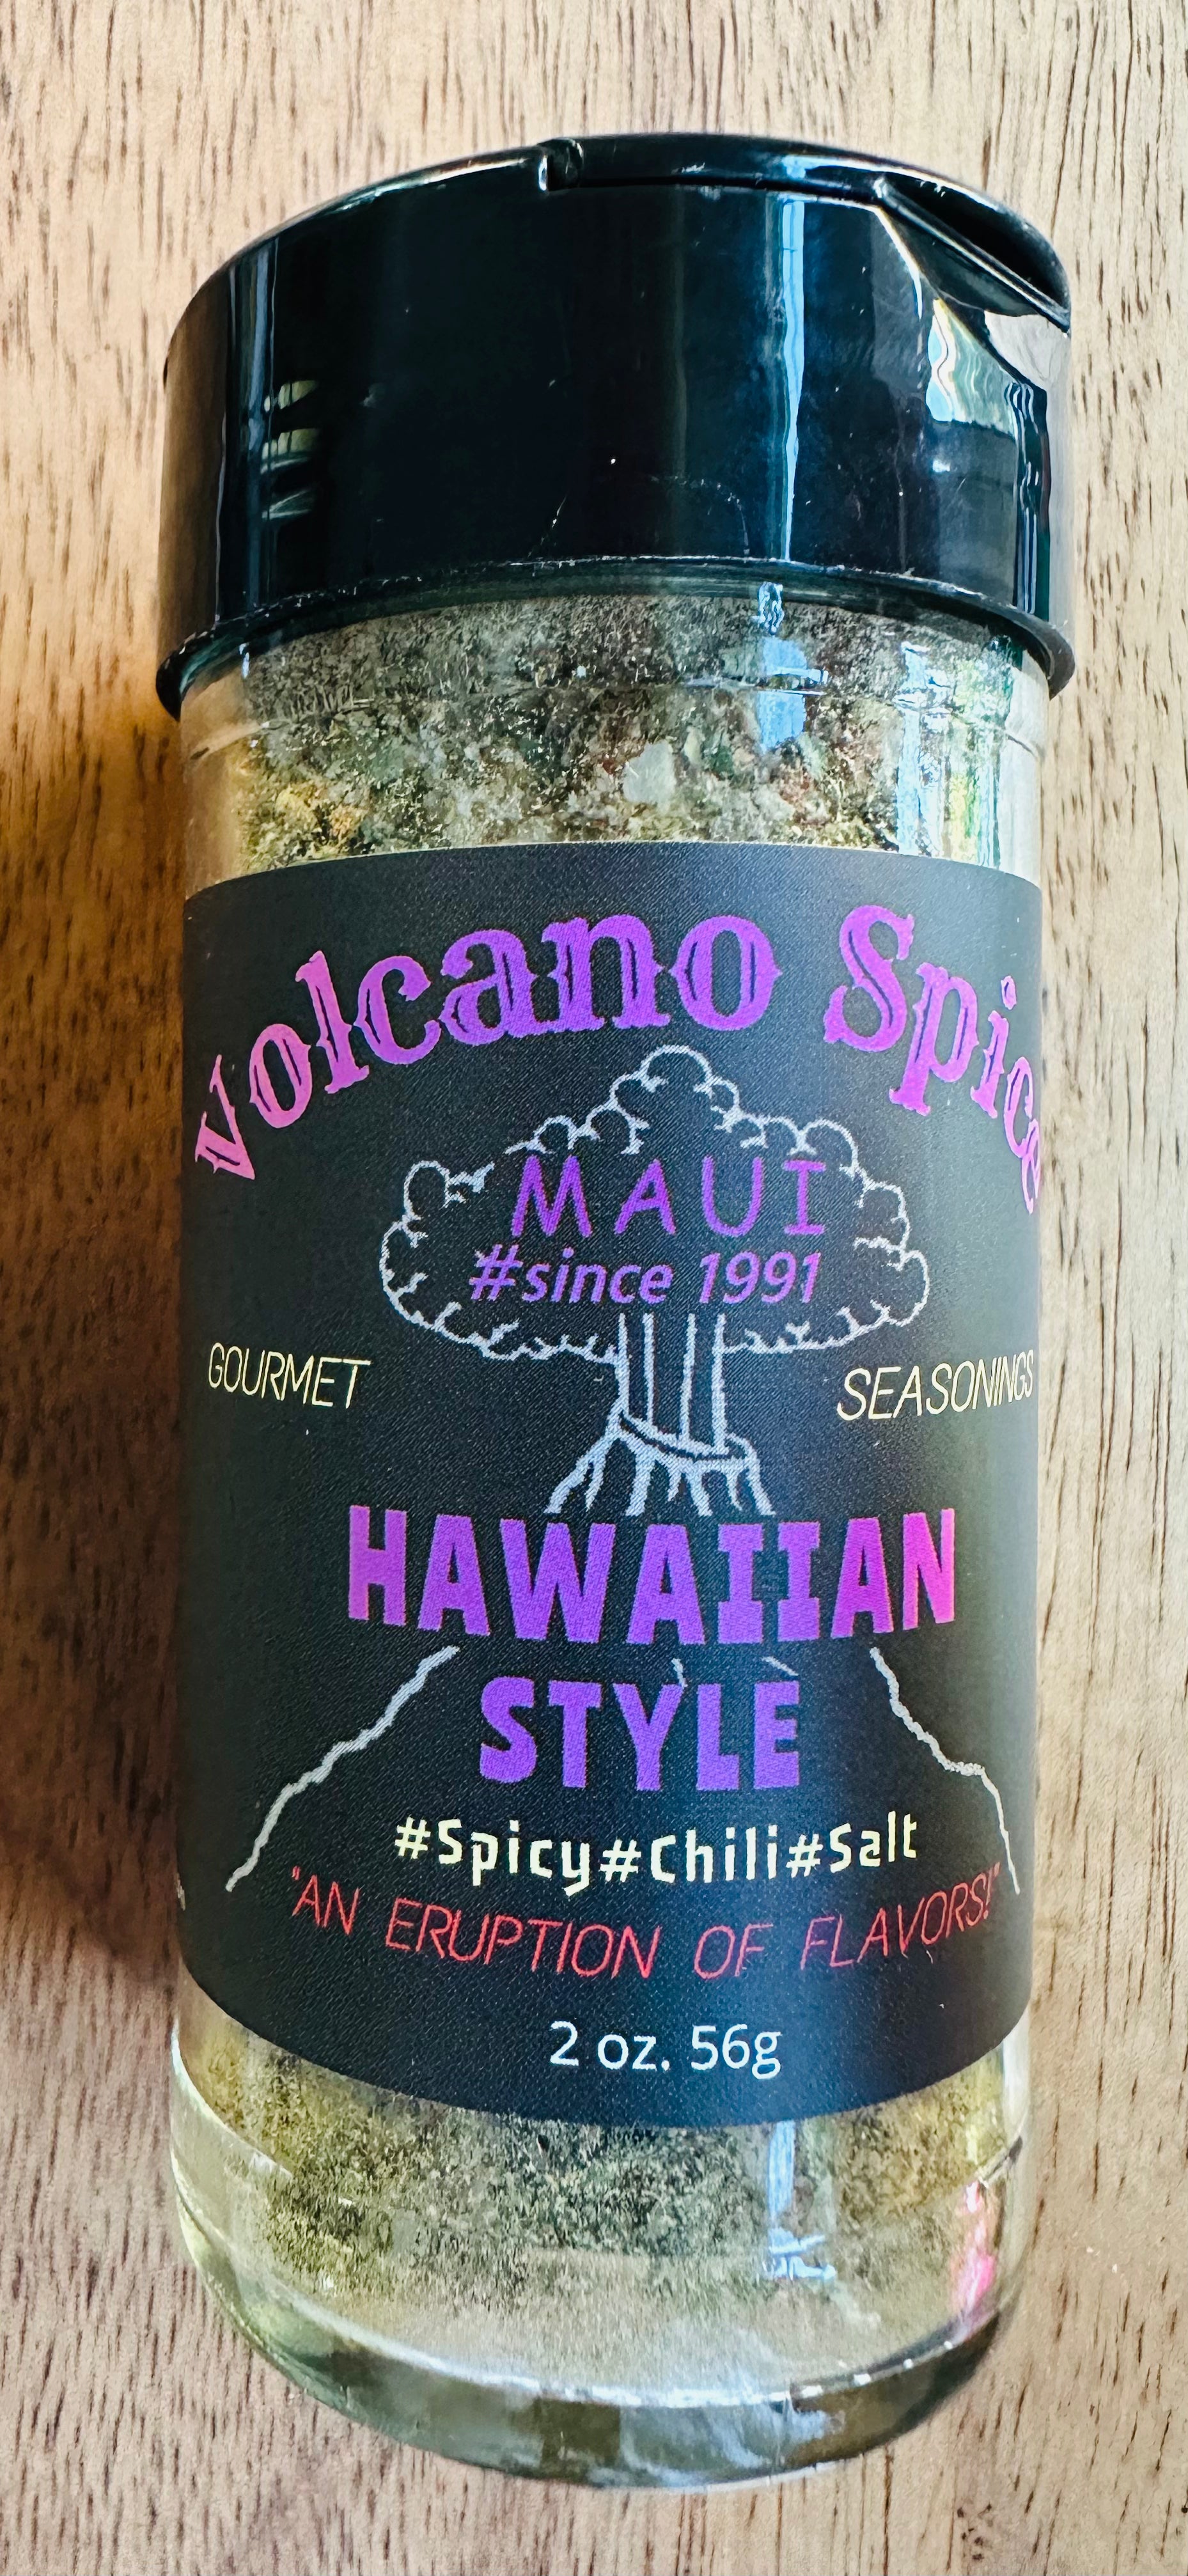 Volcano Spice
MAUI
#since 1991
GOURMET SEASONINGS
HAWAIIAN
STYLE
#Spicy#Chili#Salt
"AN ERUPTION OF FLAVORS!"
2 oz. 56g